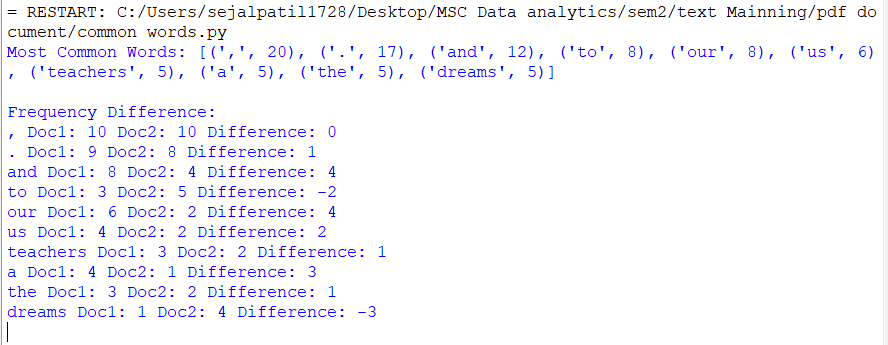 = RESTART: C:/Users/sejalpatil1728/Desktop/MSC Data analytics/sem2/text Mainning/pdf do
cument/common words.py
Most Common Words: [(',', 20), ('.', 17), ('and', 12), ('to', 8), ('our', 8), ('us', 6)
, ('teachers', 5), ('a', 5), ('the', 5), ('dreams', 5)]
Frequency Difference:
, Doc1: 10 Doc2: 10 Difference: 0
. Doc1: 9 Doc2: 8 Difference: 1
and Doc1: 8 Doc2: 4 Difference: 4
to Doc1: 3 Doc2: 5 Difference: -2
our Doc1: 6 Doc2: 2 Difference: 4
us Doc1: 4 Doc2: 2 Difference: 2
teachers Doc1: 3 Doc2: 2 Difference: 1
a Doc1: 4 Doc2: 1 Difference: 3
the Doc1: 3 Doc2: 2 Difference: 1
dreams Doc1: 1 Doc2: 4 Difference: -3